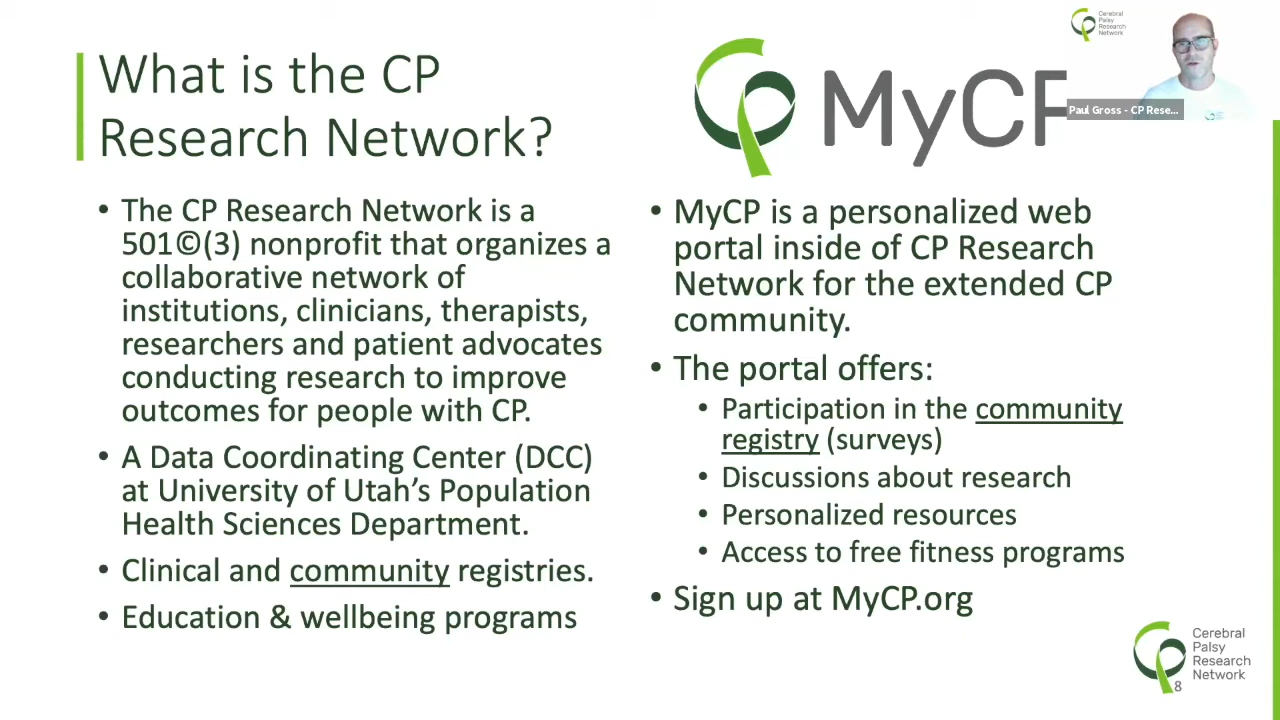 What is the CP
Research Network?
• The CP Research Network is a
501©(3) nonprofit that organizes a
collaborative network of
institutions, clinicians, therapists,
researchers and patient advocates
conducting research to improve
outcomes for people with CP.
• A Data Coordinating Center (DCC)
at University of Utah’s Population
Health Sciences Department.
• Clinical and community registries.
• Education & wellbeing programs
MyCP
Cerebral
Palsy
Research
Network
Paul Gross - CP Rese...
• MyCP is a personalized web
portal inside of CP Research
Network for the extended CP
community.
• The portal offers:
• Participation in the community
registry (surveys)
• Discussions about research
• Personalized resources
• Access to free fitness programs
• Sign up at MyCP.org
Cerebral
Palsy
Research
Network
8